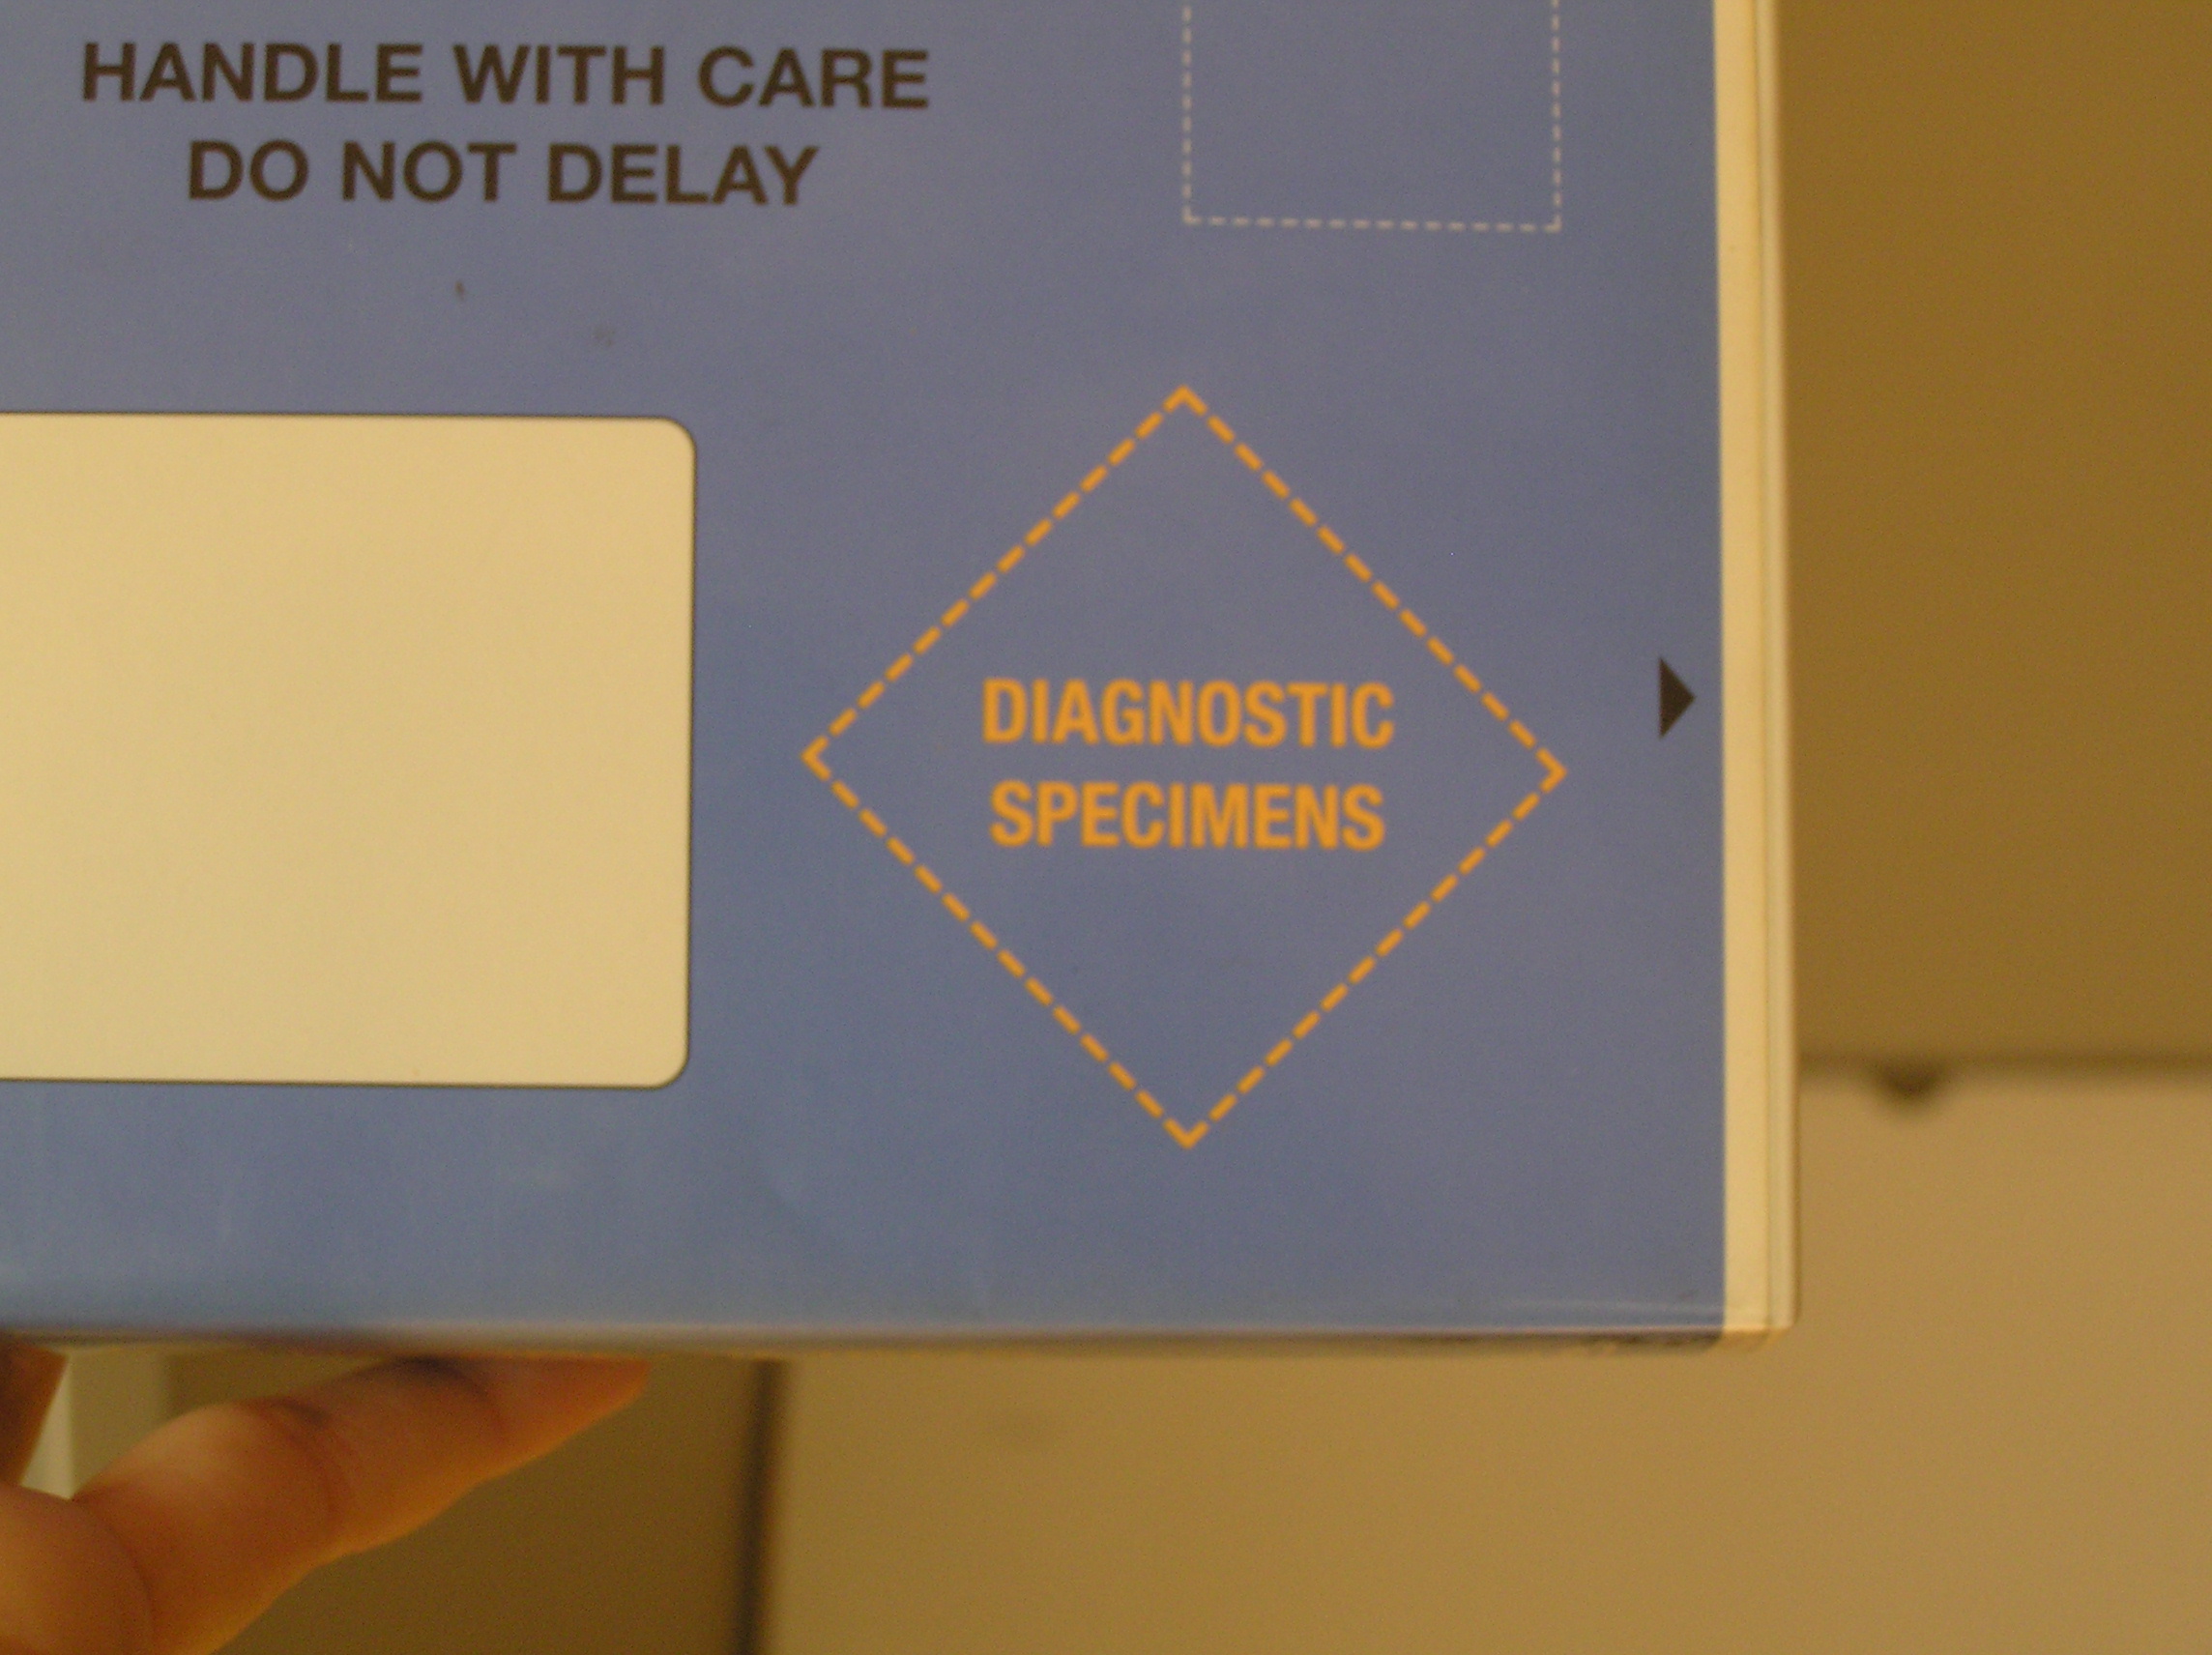 HANDLE WITH CARE
DO NOT DELAY
DIAGNOSTIC
SPECIMENS